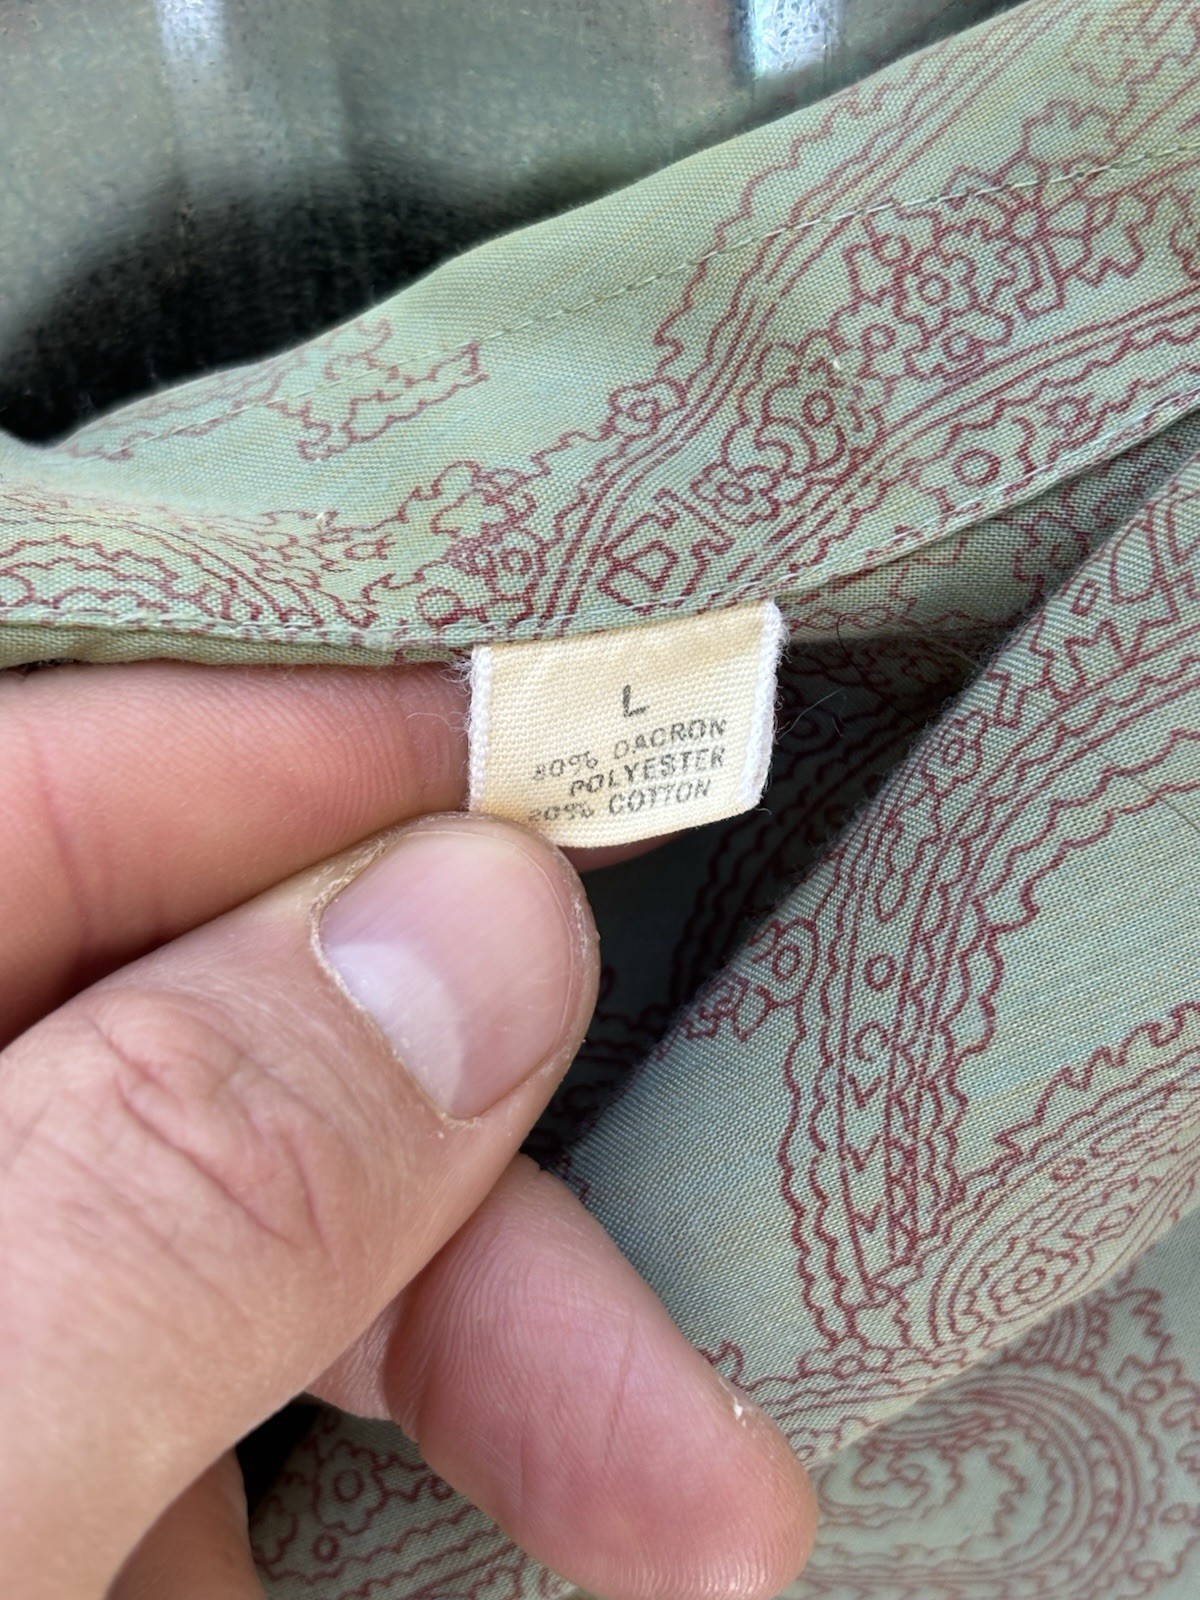 L
80% DACRON
POLYESTER
20% COTTON